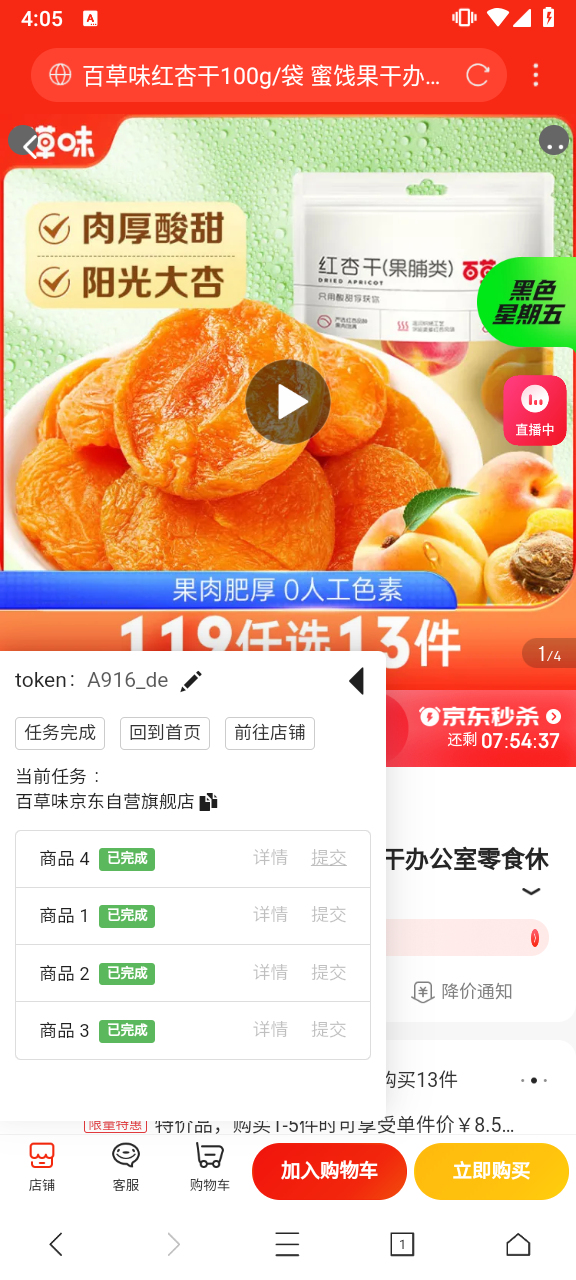 4:05
A
百草味红杏干100g/袋 蜜饯果干办…
草味
肉厚酸甜
阳光大杏
红杏干(果脯类)
DRIED APRICOT
只用酸甜寻味你
黑色
星期五
直播中
果肉肥厚 0人工色素
119任选13件
1/4
token： A916_de
京东秒杀
还剩 07:54:37
任务完成
回到首页
前往店铺
当前任务：
百草味京东自营旗舰店
干办公室零食休
商品 4 已完成 详情 提交
商品 1 已完成 详情 提交
商品 2 已完成 详情 提交
降价通知
商品 3 已完成 详情 提交
购买13件
限量特惠 特价品，购买1-5件时可享受单件价￥8.5…
店铺
客服
购物车
加入购物车
立即购买
1